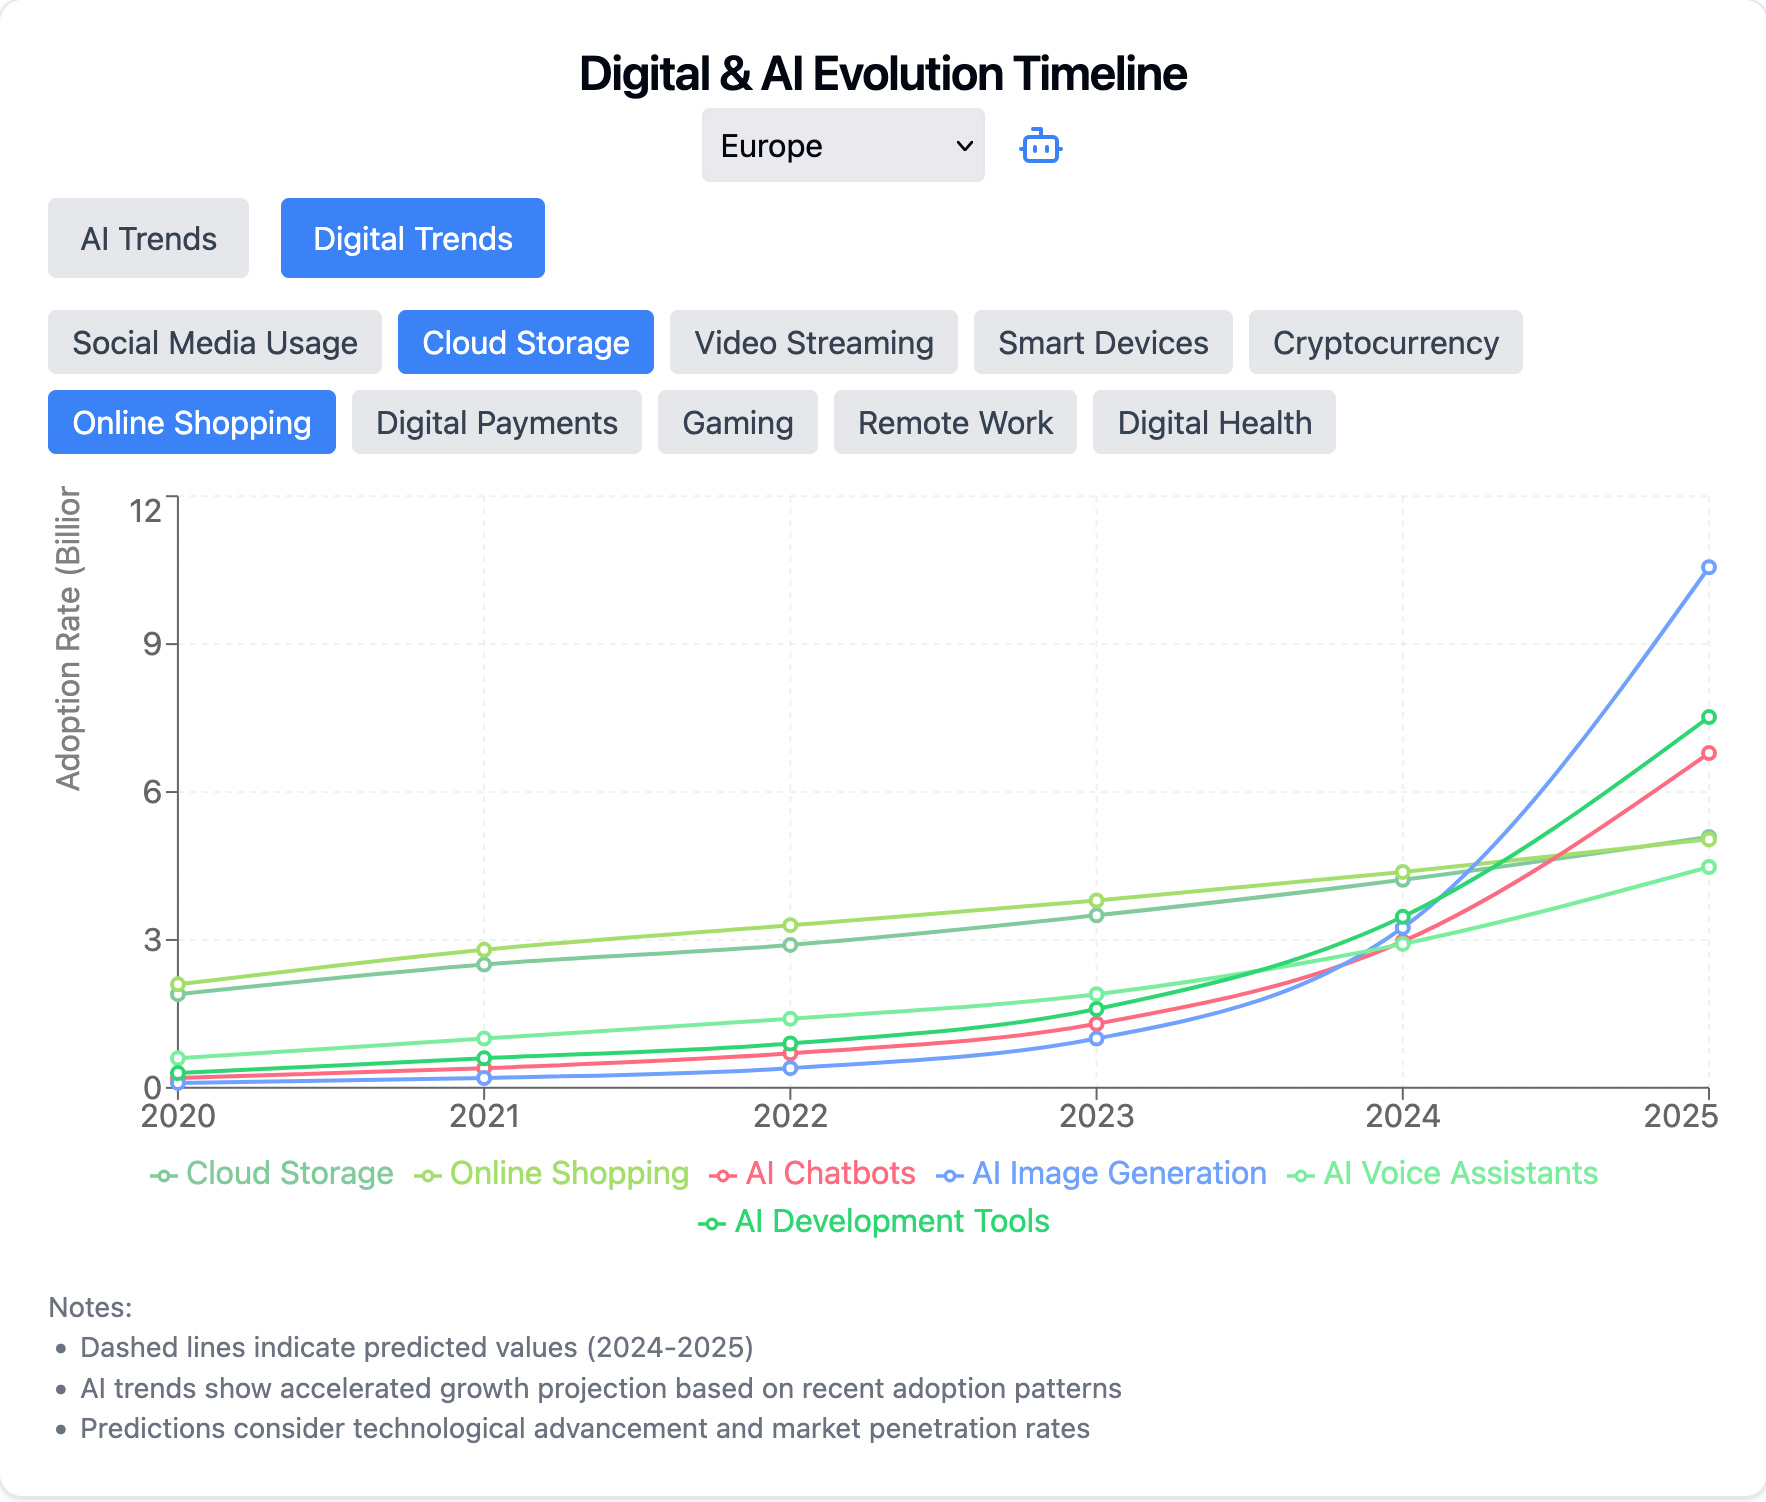 Digital & AI Evolution Timeline
Europe
AI Trends Digital Trends
Social Media Usage Cloud Storage Video Streaming Smart Devices Cryptocurrency
Online Shopping Digital Payments Gaming Remote Work Digital Health
Adoption Rate (Billior
12
9
6
3
0
2020 2021 2022 2023 2024 2025
Cloud Storage Online Shopping AI Chatbots AI Image Generation AI Voice Assistants
AI Development Tools
Notes:
• Dashed lines indicate predicted values (2024-2025)
• AI trends show accelerated growth projection based on recent adoption patterns
• Predictions consider technological advancement and market penetration rates